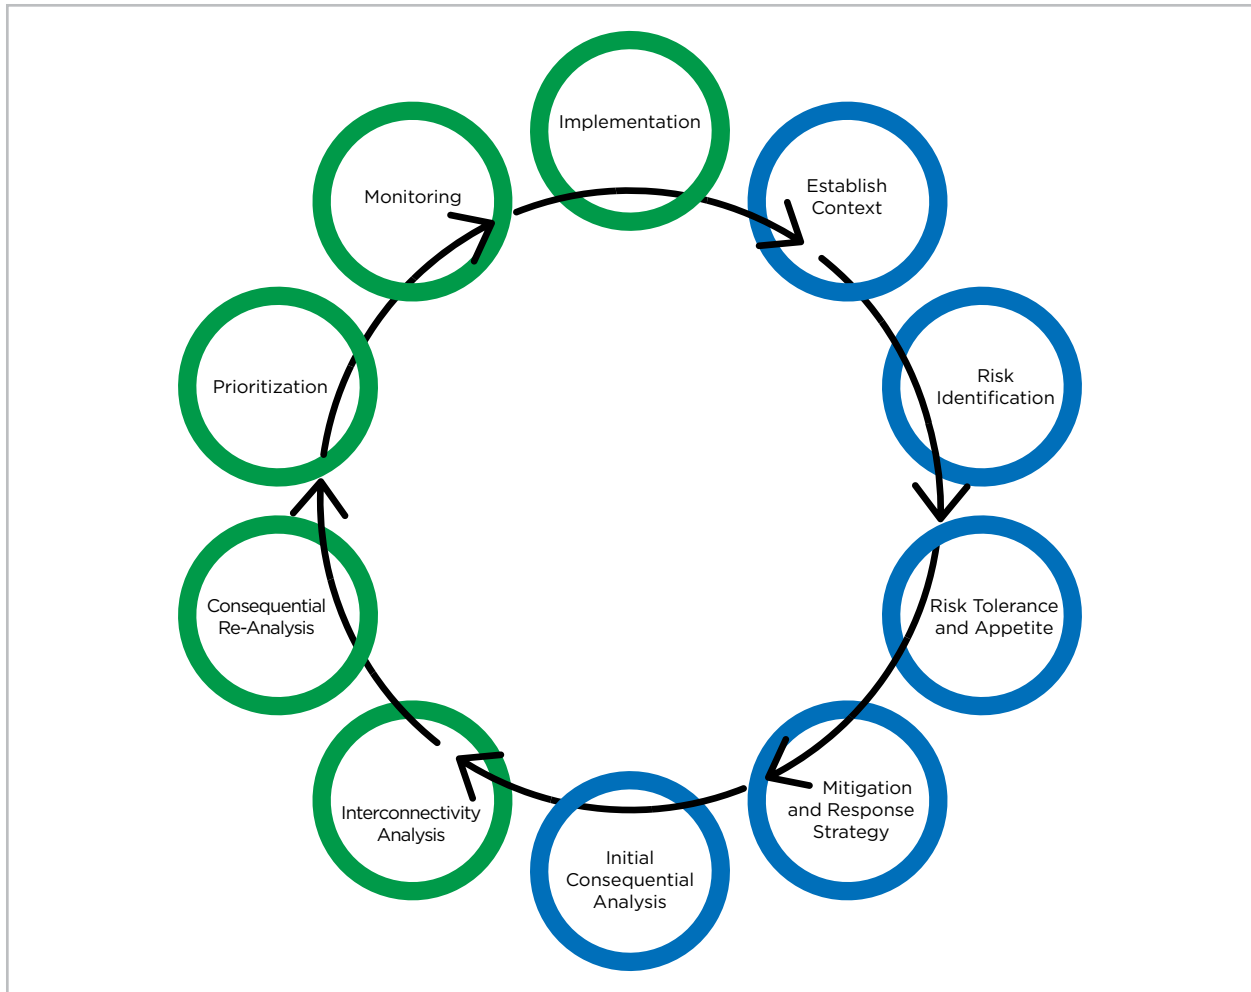 Implementation
Establish
Context
Risk
Identification
Risk Tolerance
and Appetite
Mitigation
and Response
Strategy
Initial
Consequential
Analysis
Interconnectivity
Analysis
Consequential
Re-Analysis
Prioritization
Monitoring